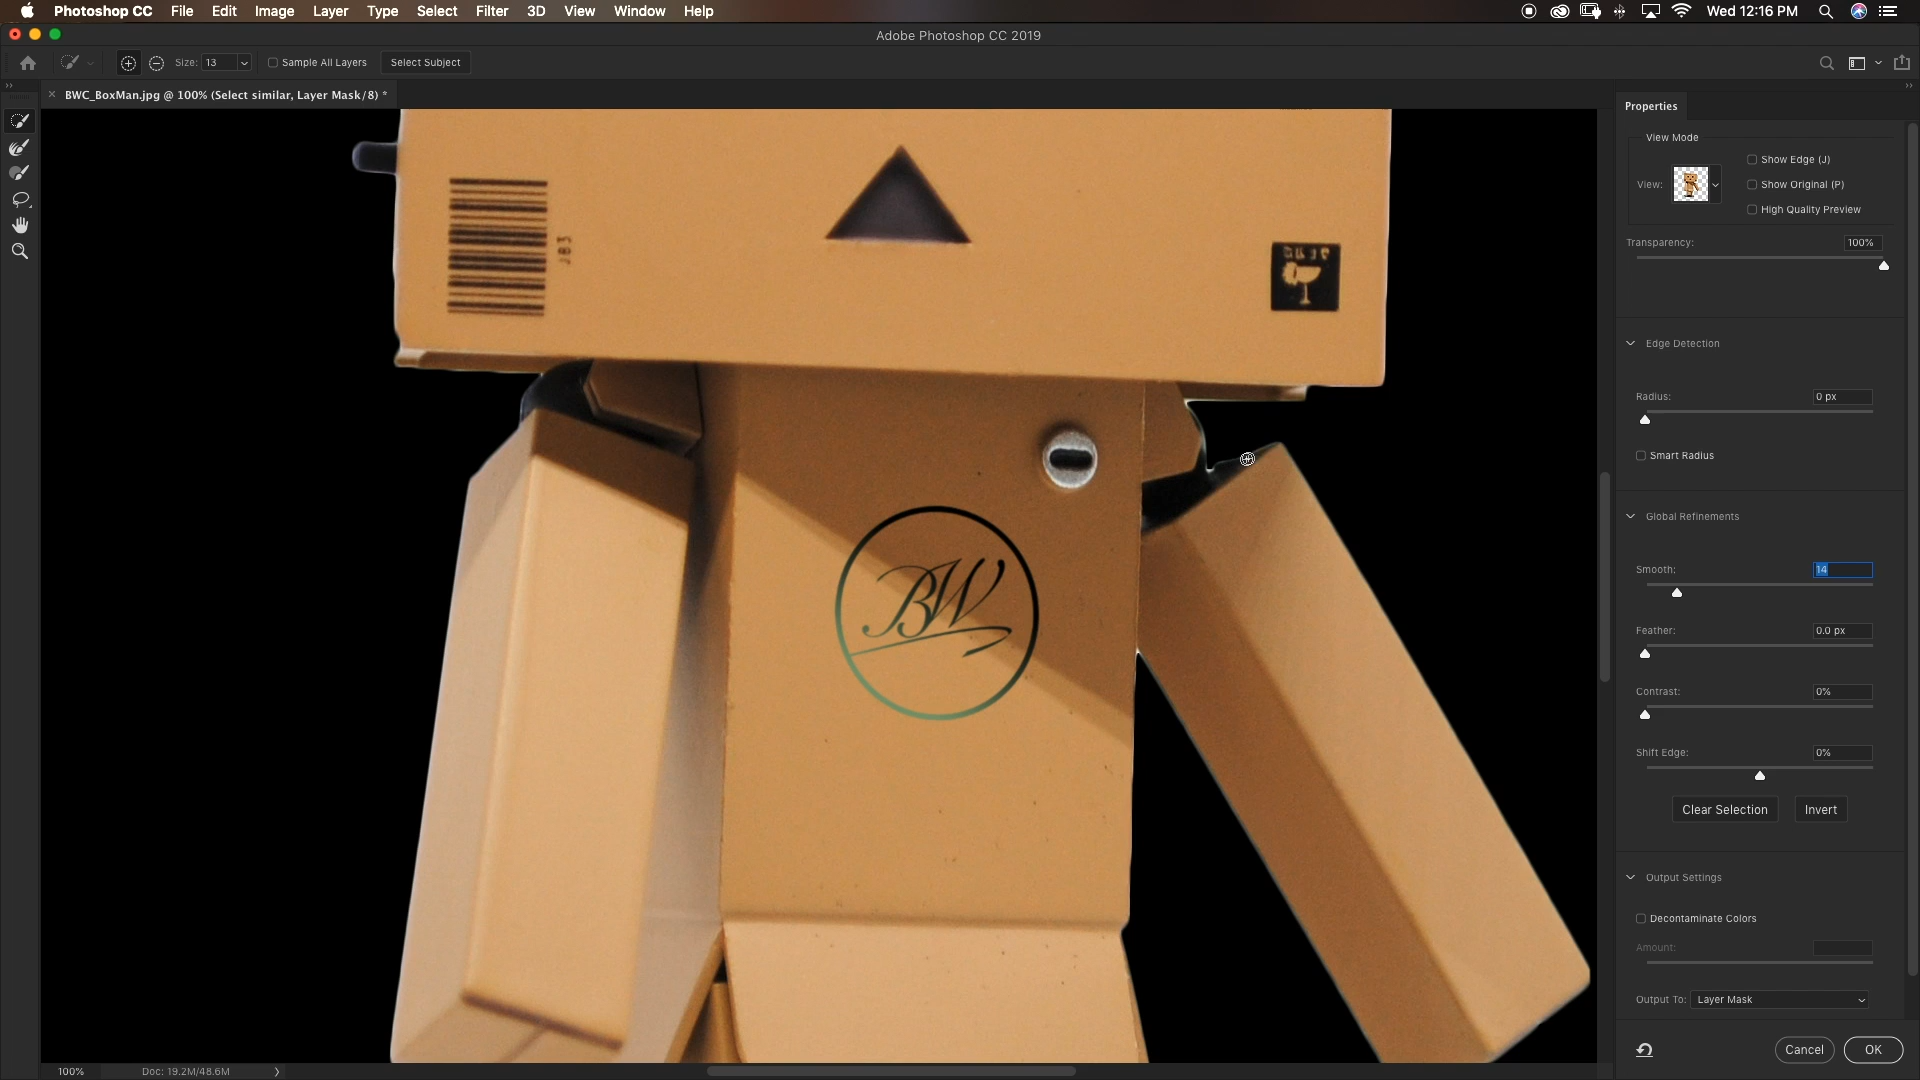 Photoshop CC File Edit Image Layer Type Select Filter 3D View Window Help Wed 12:16 PM
Adobe Photoshop CC 2019
Size: 13 Sample All Layers Select Subject
× BWC_BoxMan.jpg @ 100% (Select similar, Layer Mask/8) *
Properties
View Mode
View:
Show Edge (J)
Show Original (P)
High Quality Preview
Transparency: 100%
Edge Detection
Radius: 0 px
Smart Radius
Global Refinements
Smooth: 14
Feather: 0.0 px
Contrast: 0%
Shift Edge: 0%
Clear Selection Invert
Output Settings
Decontaminate Colors
Amount:
Output To: Layer Mask
Cancel OK
BW
100% Doc: 19.2M/48.6M